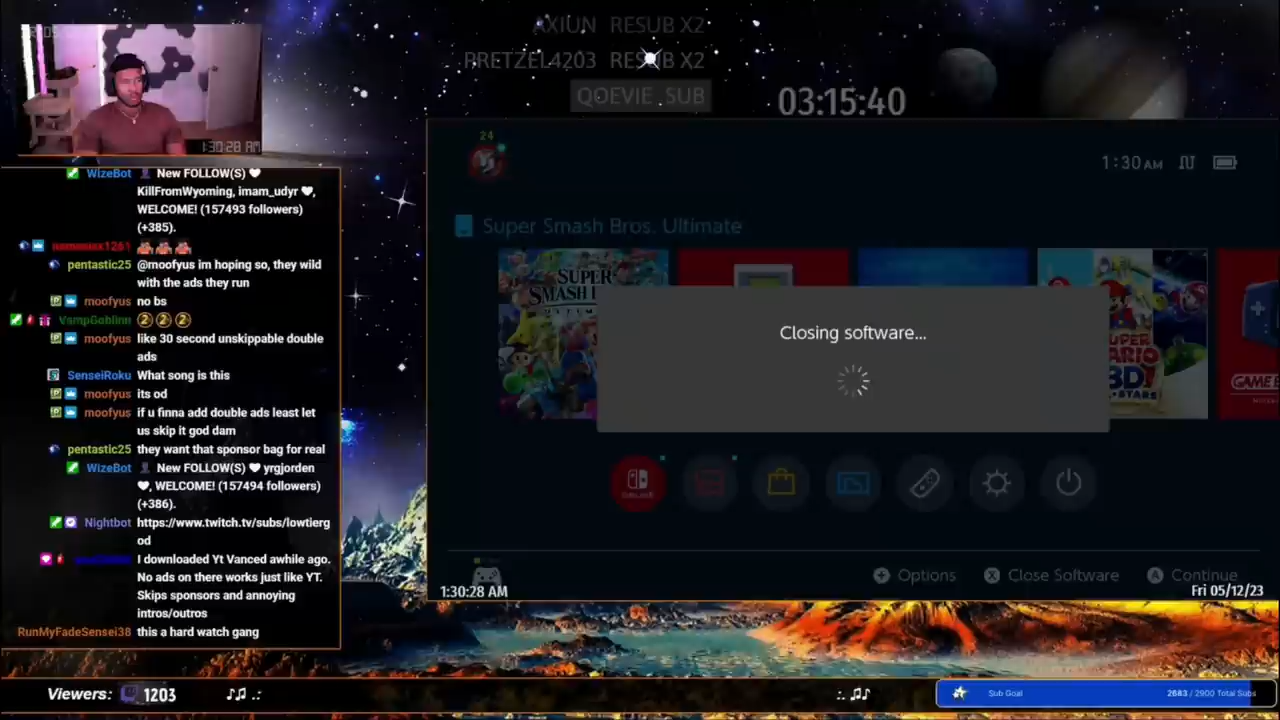 AXIUN RESUB X2
PRETZEL4203 RESUB X2
QOEVIE SUB
03:15:40
1:30:28 AM
WizeBot New FOLLOW(S)
KillFromWyoming, imam_udyr ,
WELCOME! (157493 followers)
(+385).
pentastic25 @moofyus im hoping so, they wild
with the ads they run
moofyus no bs
VampGoblinn
moofyus like 30 second unskippable double
ads
SenseiRoku What song is this
moofyus its od
moofyus if u finna add double ads least let
us skip it god dam
pentastic25 they want that sponsor bag for real
WizeBot New FOLLOW(S) yrgjorden
, WELCOME! (157494 followers)
(+386).
Nightbot https://www.twitch.tv/subs/lowtierg
od
I downloaded Yt Vanced awhile ago.
No ads on there works just like YT.
Skips sponsors and annoying
intros/outros
RunMyFadeSensei38 this a hard watch gang
24
1:30 AM
Super Smash Bros. Ultimate
SUPER
SMASH
Closing software...
SUPER
MARIO
3D
STARS
GAME
ONLINE
Options
Close Software
Continue
1:30:28 AM
Fri 05/12/23
Viewers: 1203
Sub Goal
2683 / 2900 Total Subs